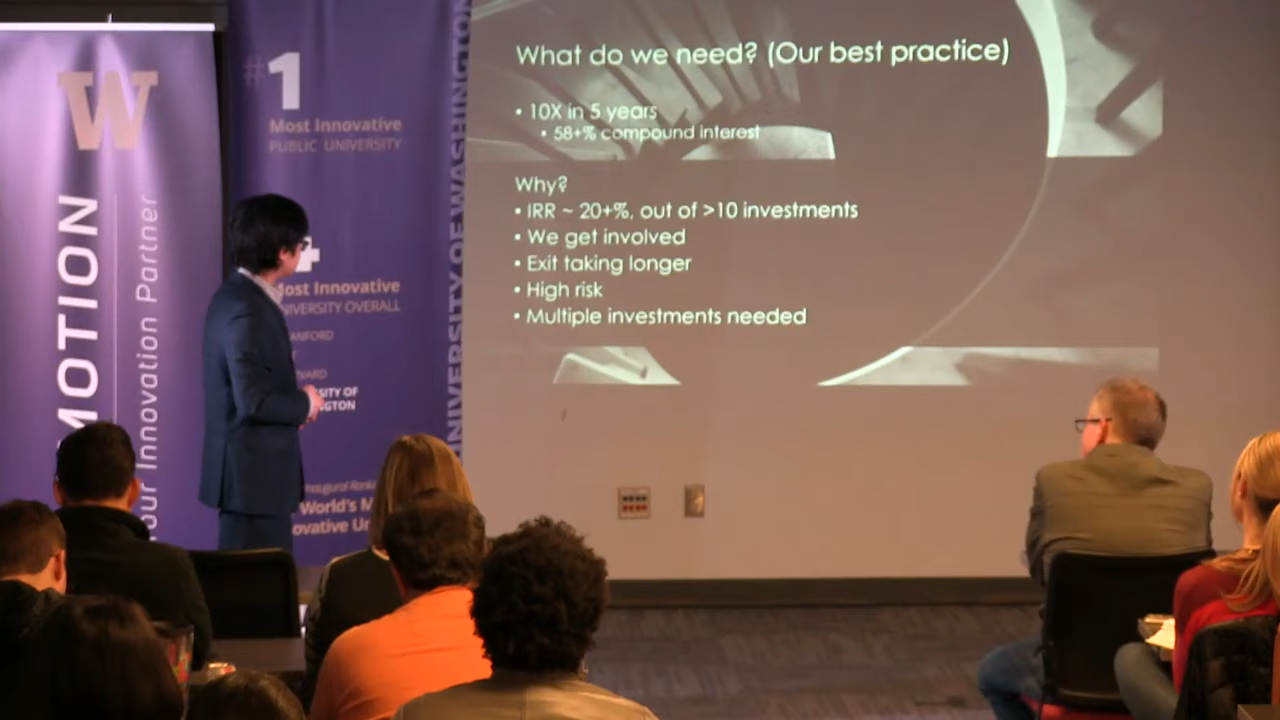 W
MOTION
our Innovation Partner
#1
Most Innovative
PUBLIC UNIVERSITY
Most Innovative
UNIVERSITY OVERALL
UNIVERSITY OF WASHINGTON
World's M
What do we need? (Our best practice)
• 10X in 5 years
• 58+% compound interest
Why?
• IRR ~ 20+%, out of >10 investments
• We get involved
• Exit taking longer
• High risk
• Multiple investments needed